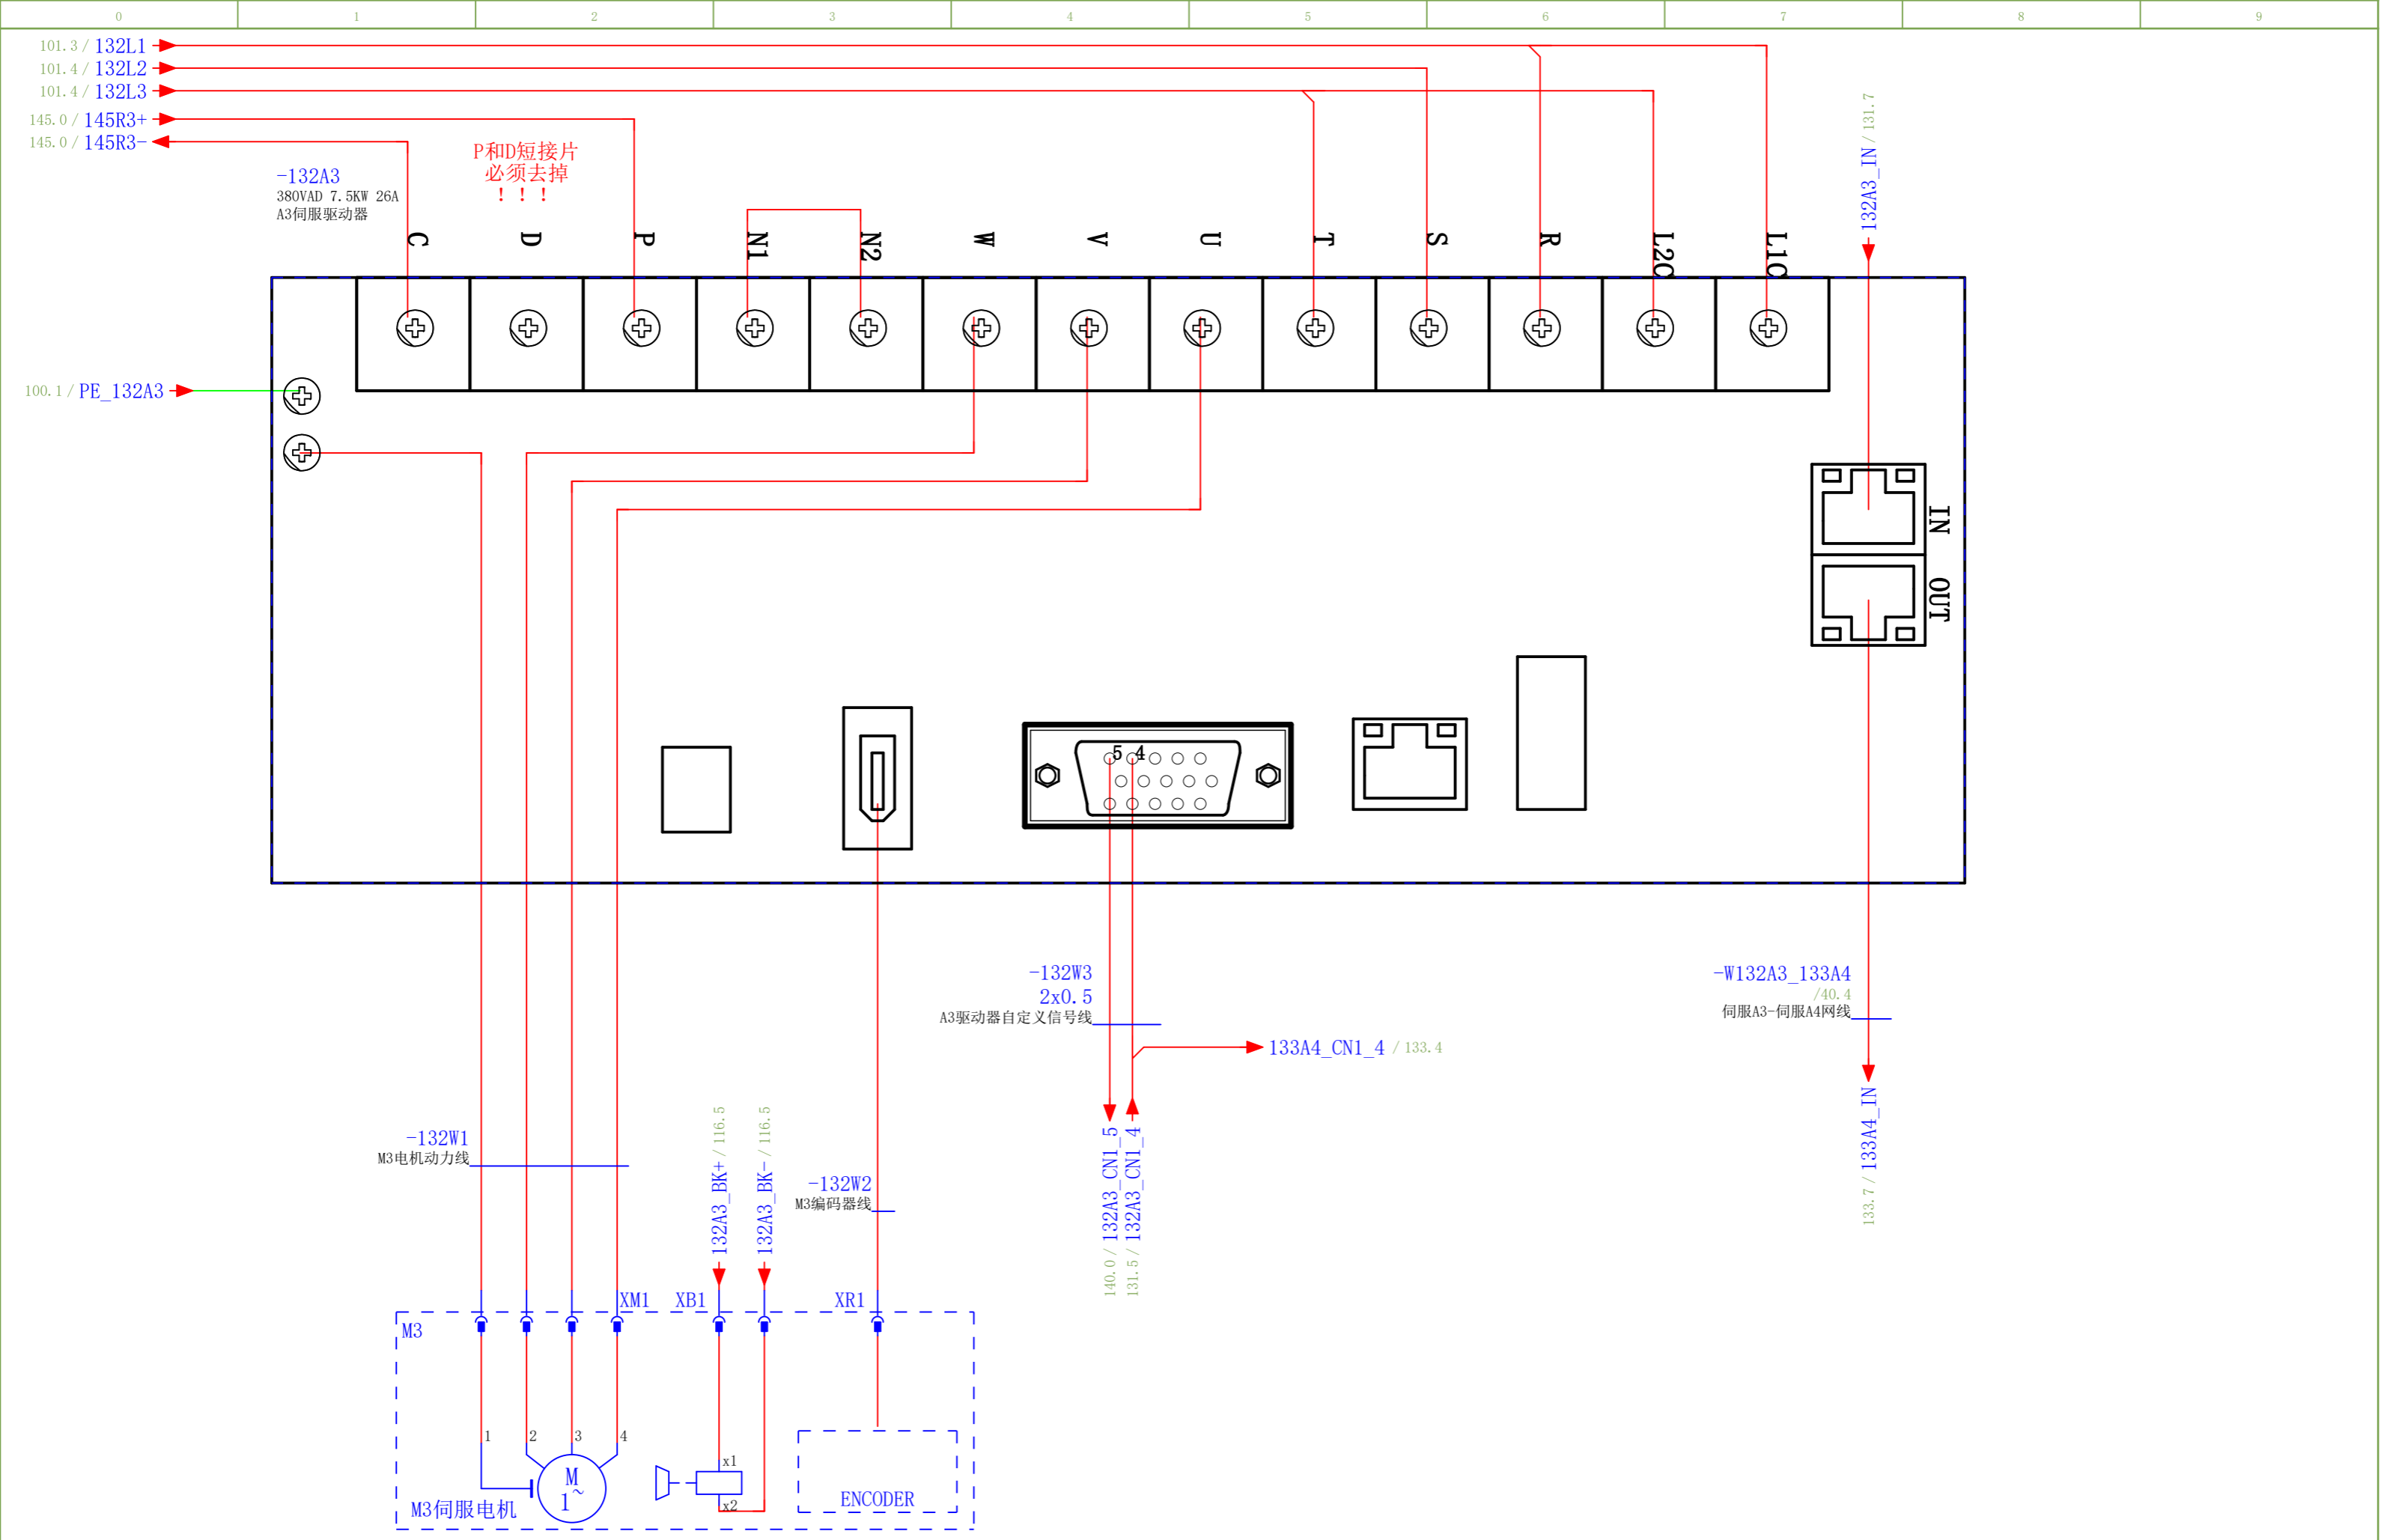 0 1 2 3 4 5 6 7 8 9
101.3 / 132L1
101.4 / 132L2
101.4 / 132L3
145.0 / 145R3+
145.0 / 145R3-
P和D短接片
必须去掉
！！！
-132A3
380VAD 7.5KW 26A
A3伺服驱动器
132A3_IN / 131.7
C D P N1 N2 W V U T S R L2C L1C
100.1 / PE_132A3
IN
OUT
5 4
-132W3
2x0.5
A3驱动器自定义信号线
-W132A3_133A4
/40.4
伺服A3-伺服A4网线
133A4_CN1_4 / 133.4
-132W1
M3电机动力线
132A3_BK+ / 116.5
132A3_BK- / 116.5
-132W2
M3编码器线
140.0 / 132A3_CN1_5
131.5 / 132A3_CN1_4
133.7 / 133A4_IN
XM1 XB1 XR1
M3
1 2 3 4
x1
x2
M
1~
M3伺服电机
ENCODER